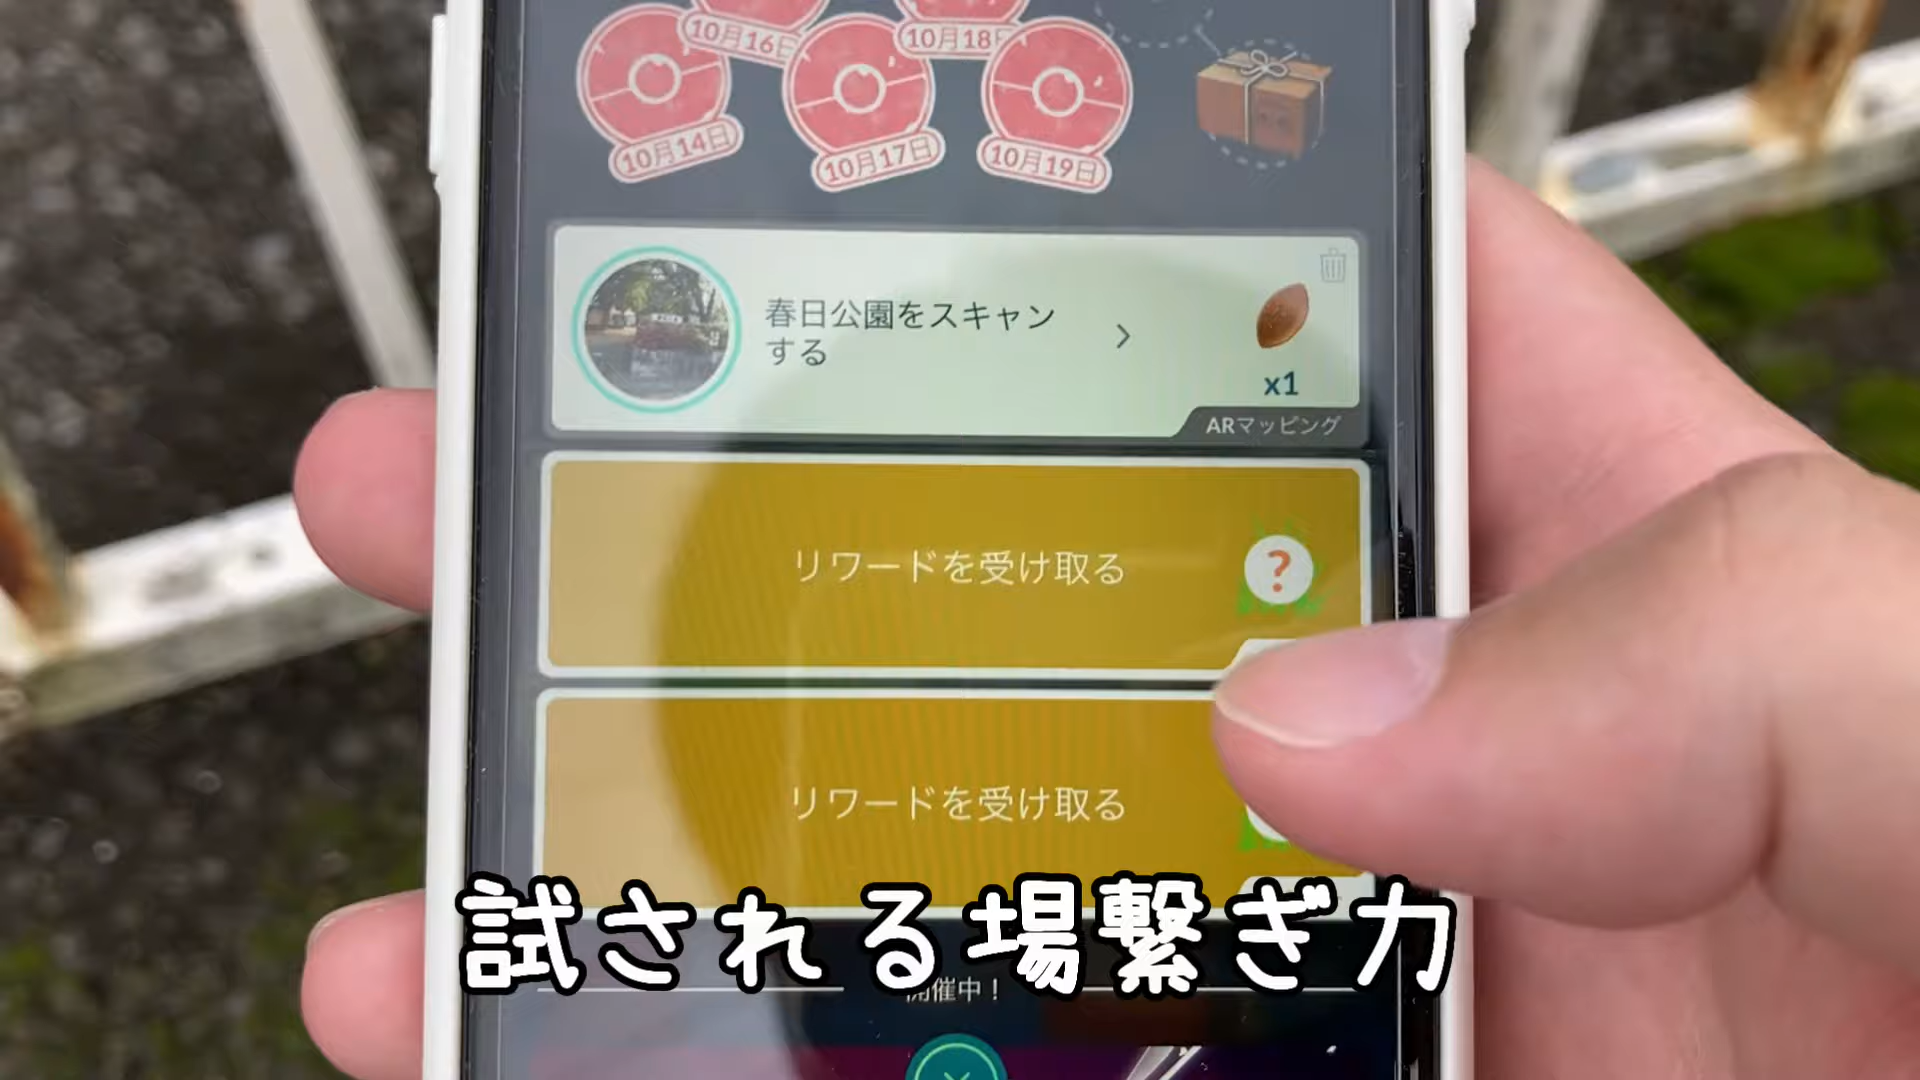 10月16日
10月18日
10月14日
10月17日
10月19日
春日公園をスキャン
する
x1
ARマッピング
リワードを受け取る
?
リワードを受け取る
試される場繋ぎ力
開催中！